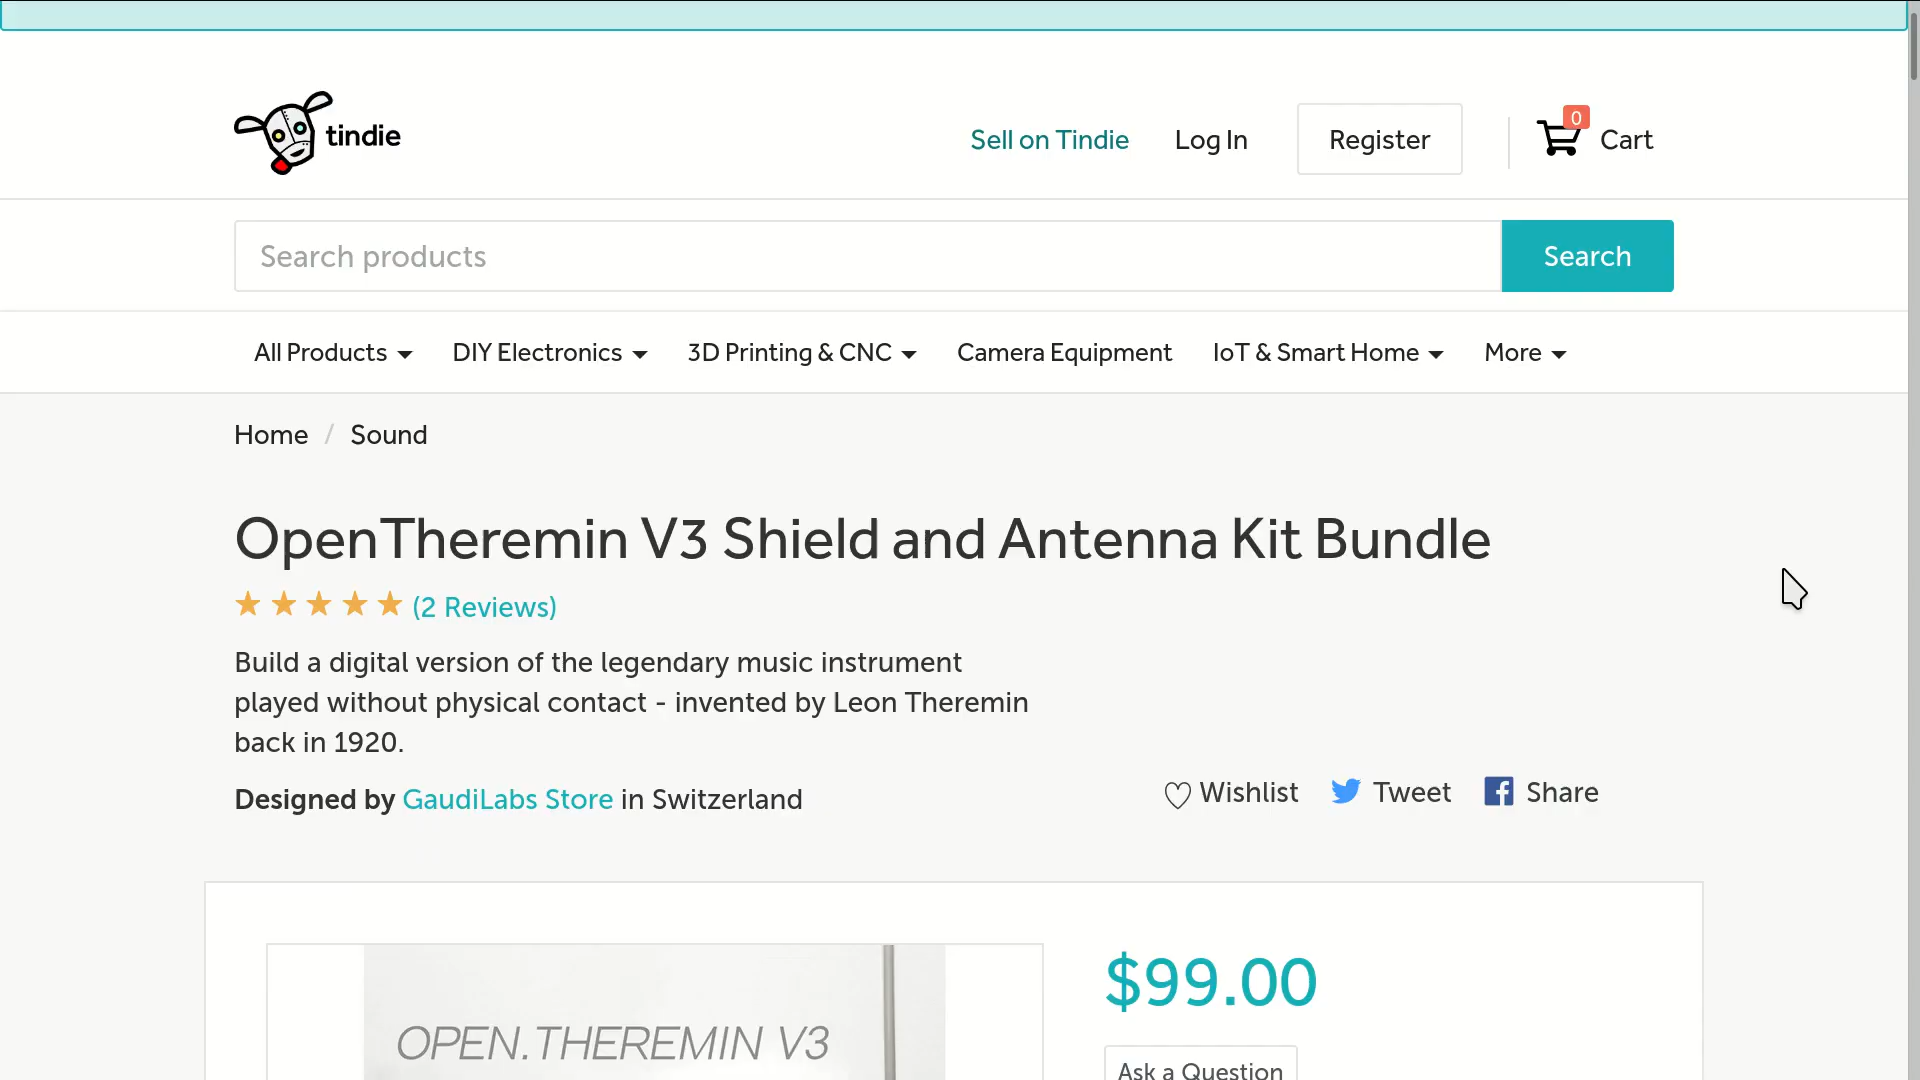 tindie
Sell on Tindie
Log In
Register
0
Cart
Search products
Search
All Products
DIY Electronics
3D Printing & CNC
Camera Equipment
IoT & Smart Home
More
Home / Sound
OpenTheremin V3 Shield and Antenna Kit Bundle
(2 Reviews)
Build a digital version of the legendary music instrument
played without physical contact - invented by Leon Theremin
back in 1920.
Designed by GaudiLabs Store in Switzerland
Wishlist
Tweet
Share
OPEN.THEREMIN V3
$99.00
Ask a Question